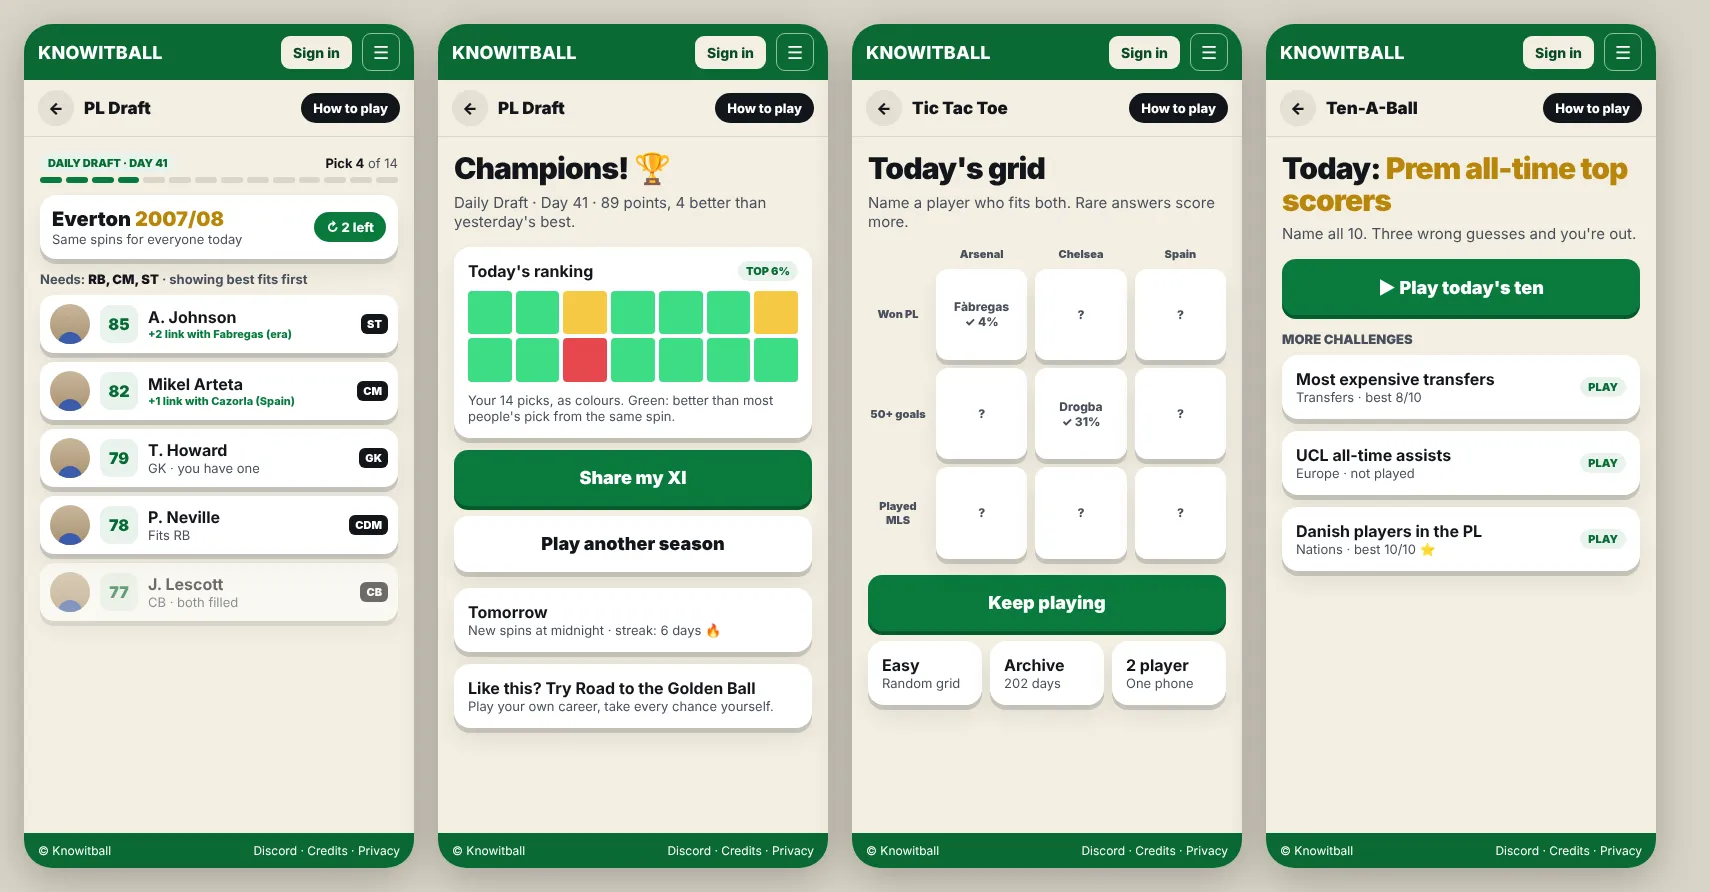 KNOWITBALL
Sign in
☰
← PL Draft
How to play
DAILY DRAFT · DAY 41
Pick 4 of 14
Everton 2007/08
Same spins for everyone today
↻ 2 left
Needs: RB, CM, ST · showing best fits first
85
A. Johnson
+2 link with Fabregas (era)
ST
82
Mikel Arteta
+1 link with Cazorla (Spain)
CM
79
T. Howard
GK · you have one
GK
78
P. Neville
Fits RB
CDM
77
J. Lescott
CB · both filled
CB
© Knowitball
Discord · Credits · Privacy
KNOWITBALL
Sign in
☰
← PL Draft
How to play
Champions! 🏆
Daily Draft · Day 41 · 89 points, 4 better than
yesterday's best.
Today's ranking
TOP 6%
Your 14 picks, as colours. Green: better than most
people's pick from the same spin.
Share my XI
Play another season
Tomorrow
New spins at midnight · streak: 6 days 🔥
Like this? Try Road to the Golden Ball
Play your own career, take every chance yourself.
© Knowitball
Discord · Credits · Privacy
KNOWITBALL
Sign in
☰
← Tic Tac Toe
How to play
Today's grid
Name a player who fits both. Rare answers score
more.
Arsenal
Chelsea
Spain
Won PL
Fàbregas
✓ 4%
?
?
50+ goals
?
Drogba
✓ 31%
?
Played
MLS
?
?
?
Keep playing
Easy
Random grid
Archive
202 days
2 player
One phone
© Knowitball
Discord · Credits · Privacy
KNOWITBALL
Sign in
☰
← Ten-A-Ball
How to play
Today: Prem all-time top
scorers
Name all 10. Three wrong guesses and you're out.
▶ Play today's ten
MORE CHALLENGES
Most expensive transfers
Transfers · best 8/10
PLAY
UCL all-time assists
Europe · not played
PLAY
Danish players in the PL
Nations · best 10/10 ⭐
PLAY
© Knowitball
Discord · Credits · Privacy